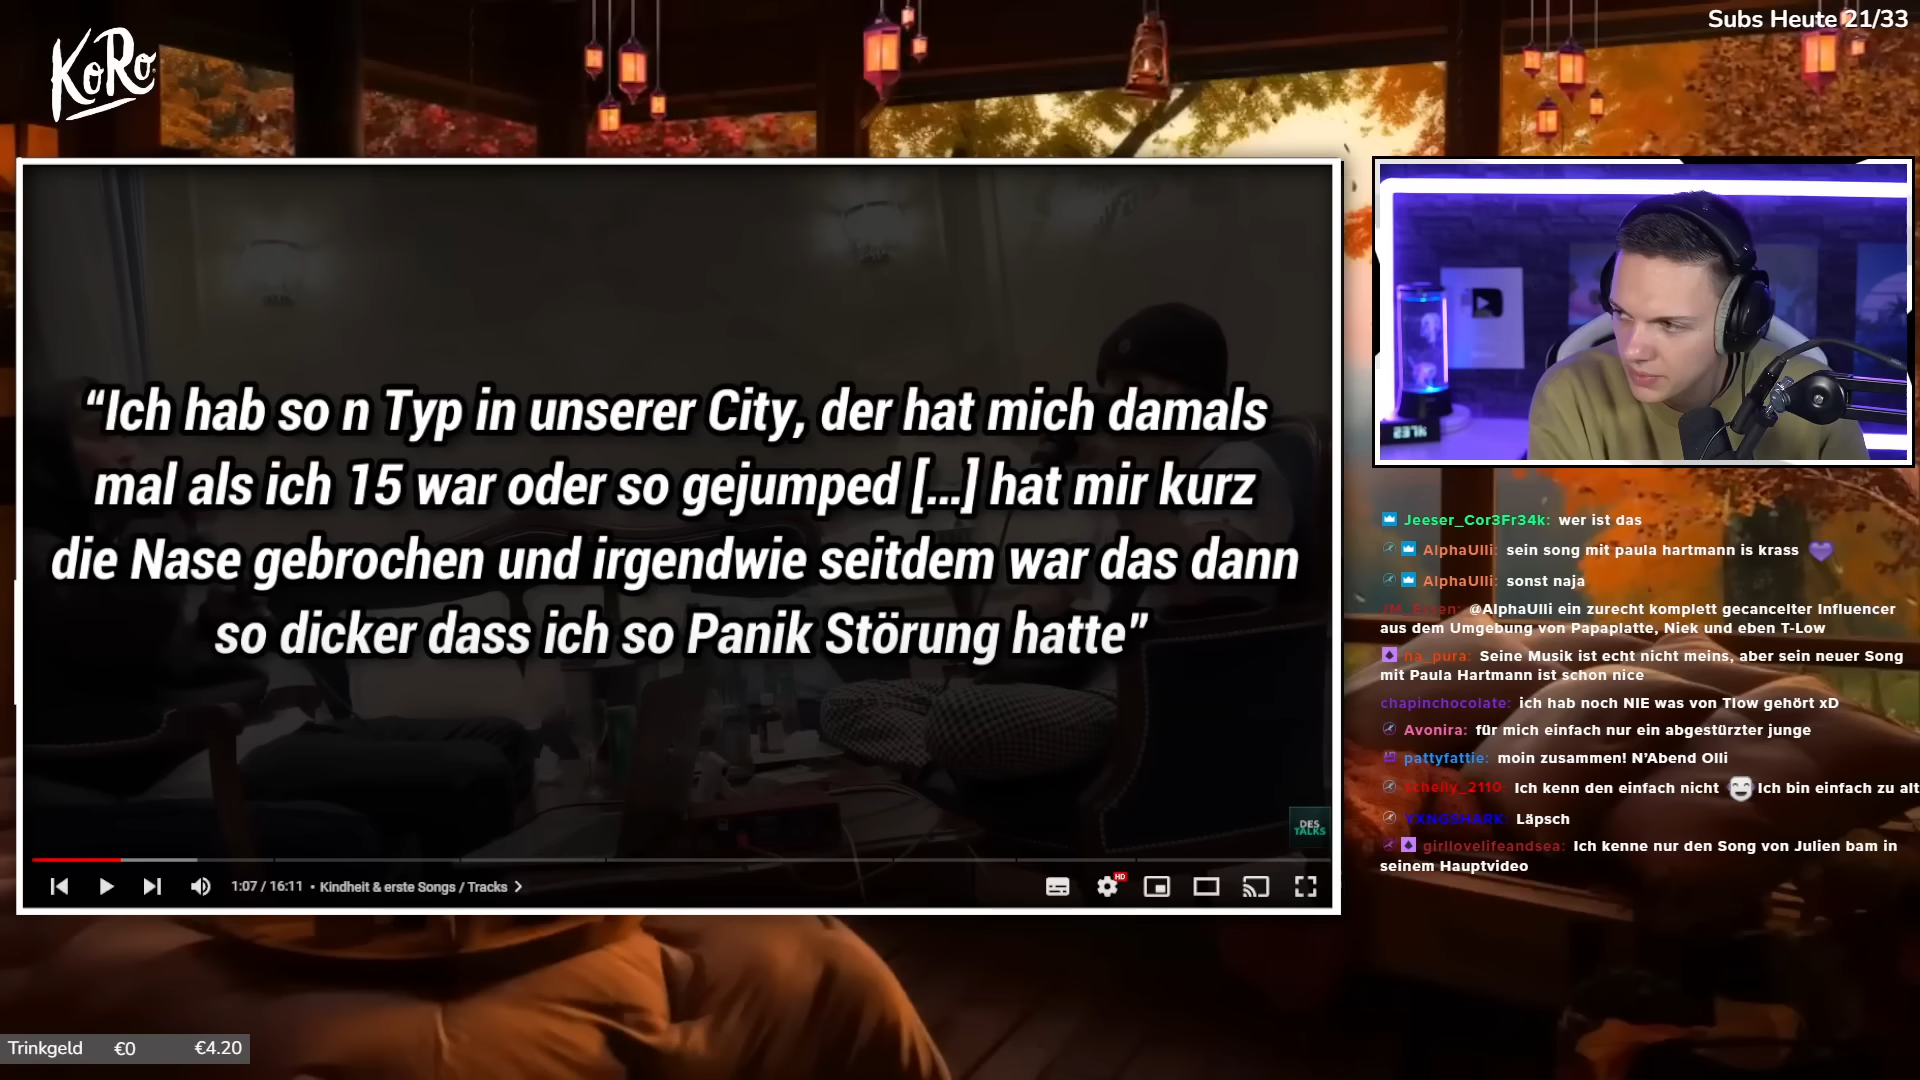 KoRo
Subs Heute 21/33
“Ich hab so n Typ in unserer City, der hat mich damals
mal als ich 15 war oder so gejumped [...] hat mir kurz
die Nase gebrochen und irgendwie seitdem war das dann
so dicker dass ich so Panik Störung hatte”
DES
TALKS
1:07 / 16:11 • Kindheit & erste Songs / Tracks
HD
237k
Jeeser_Cor3Fr34k: wer ist das
AlphaUlli: sein song mit paula hartmann is krass
AlphaUlli: sonst naja
@AlphaUlli ein zurecht komplett gecancelter Influencer
aus dem Umgebung von Papaplatte, Niek und eben T-Low
ha_pura: Seine Musik ist echt nicht meins, aber sein neuer Song
mit Paula Hartmann ist schon nice
chapinchocolate: ich hab noch NIE was von Tlow gehört xD
Avonira: für mich einfach nur ein abgestürzter junge
pattyfattie: moin zusammen! N’Abend Olli
Ich kenn den einfach nicht Ich bin einfach zu alt
YXNGSHARK: Läpsch
girllovelifeandsea: Ich kenne nur den Song von Julien bam in
seinem Hauptvideo
Trinkgeld €0 €4.20